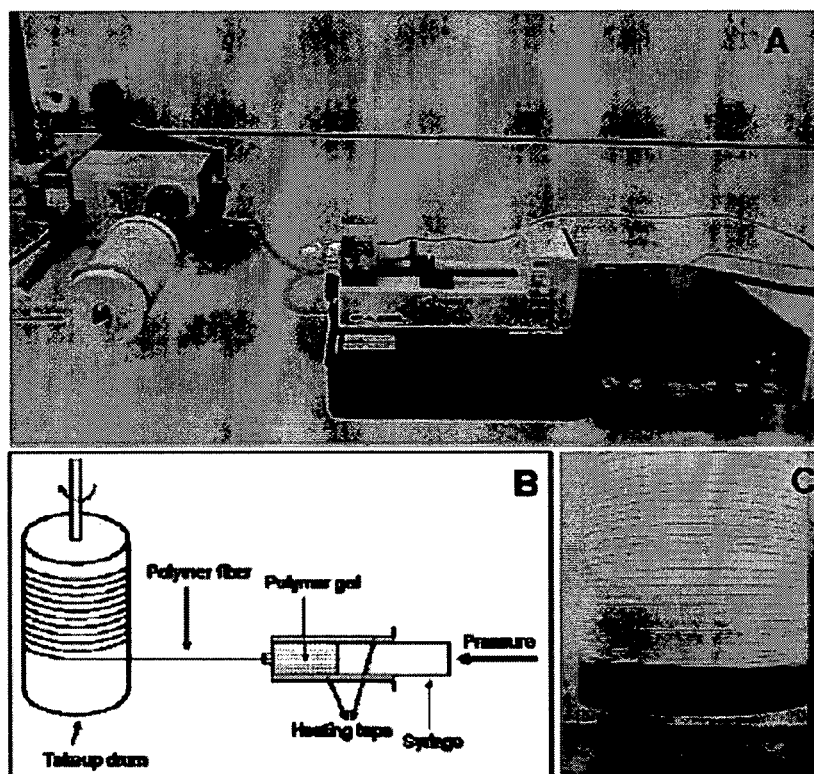 A
B
Polymer fiber
Polymer gel
Pressure
Heating tape
Syringe
Takeup drum
C